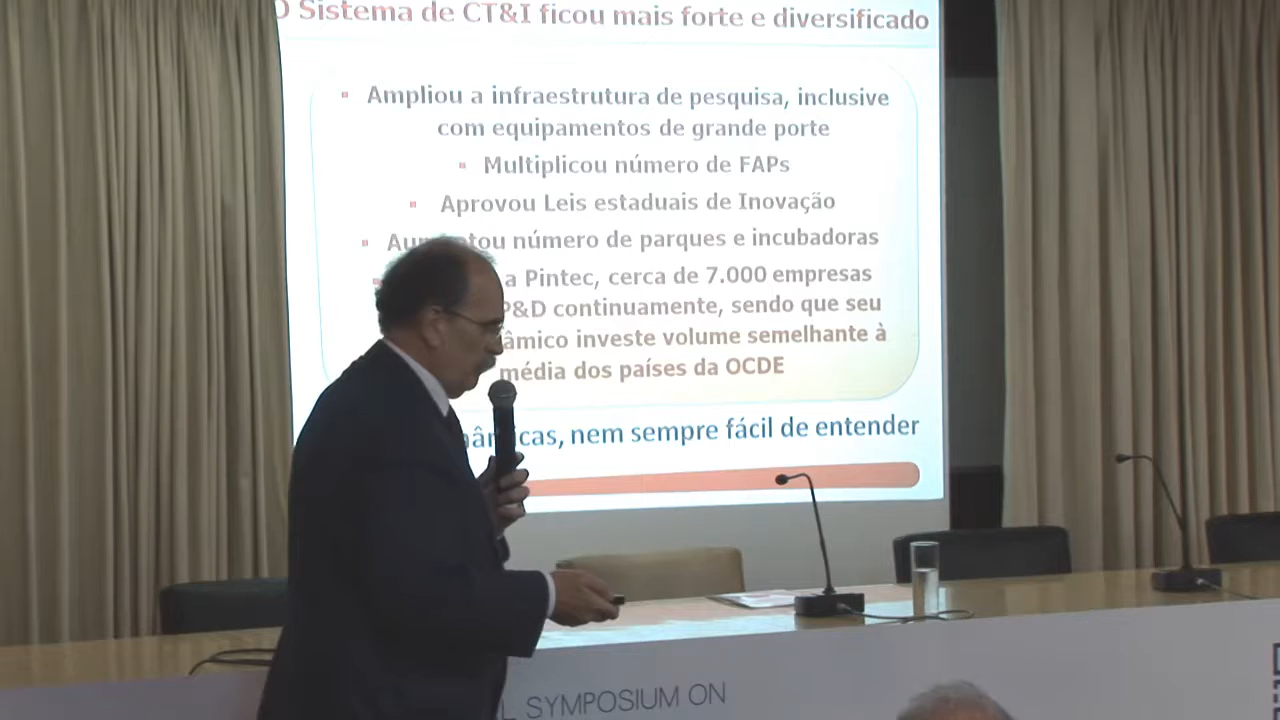 O Sistema de CT&I ficou mais forte e diversificado
Ampliou a infraestrutura de pesquisa, inclusive
com equipamentos de grande porte
Multiplicou número de FAPs
Aprovou Leis estaduais de Inovação
número de parques e incubadoras
a Pintec, cerca de 7.000 empresas
P&D continuamente, sendo que seu
investe volume semelhante à
média dos países da OCDE
nem sempre fácil de entender
SYMPOSIUM ON